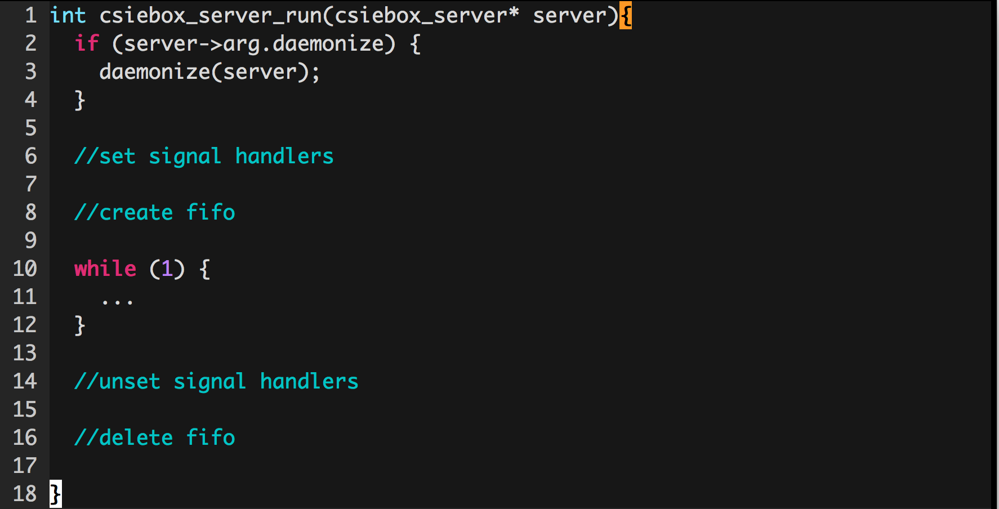 1 int csiebox_server_run(csiebox_server* server){
2   if (server->arg.daemonize) {
3     daemonize(server);
4   }
5
6   //set signal handlers
7
8   //create fifo
9
10   while (1) {
11     ...
12   }
13
14   //unset signal handlers
15
16   //delete fifo
17
18 }